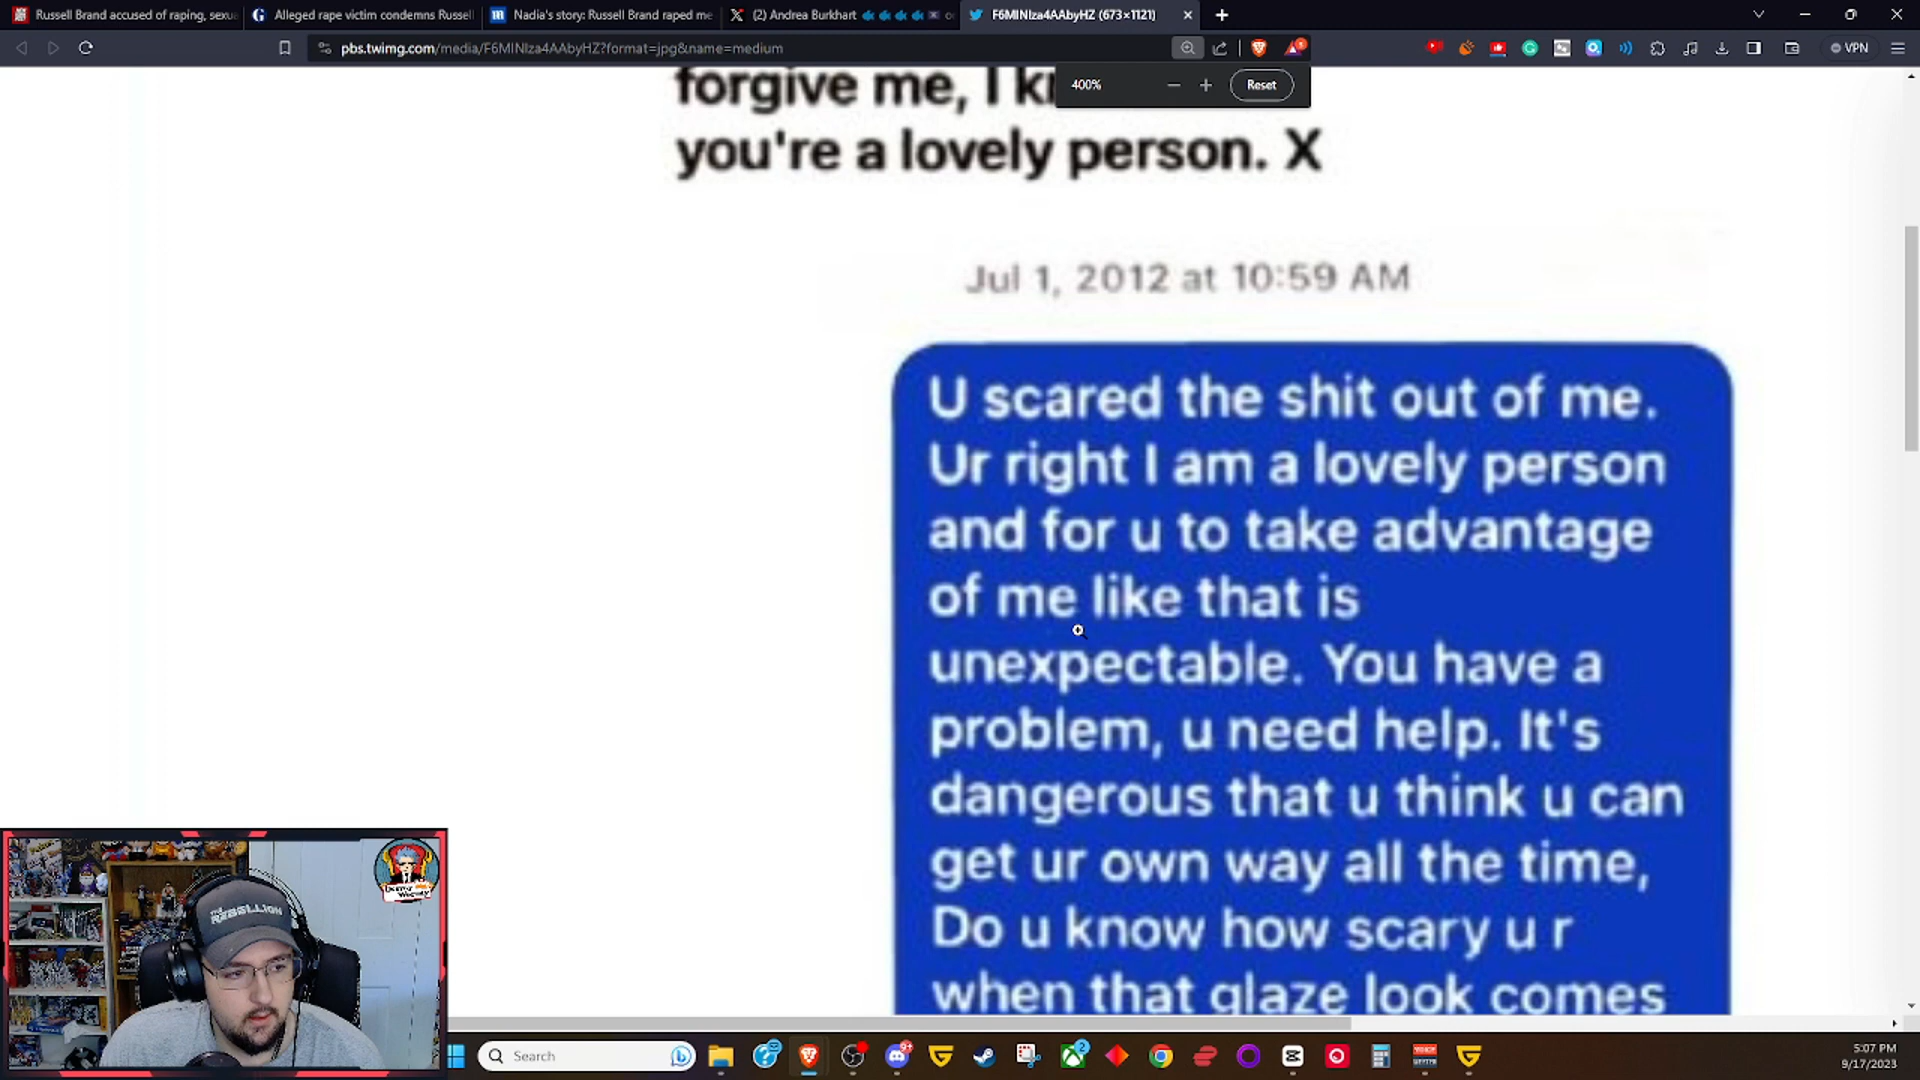 Russell Brand accused of raping, sexu
Alleged rape victim condemns Russell
Nadia's story: Russell Brand raped me
(2) Andrea Burkhart
F6MINlza4AAbyHZ (673×1121)
pbs.twimg.com/media/F6MINlza4AAbyHZ?format=jpg&name=medium
VPN
400%
Reset
forgive me, I
you're a lovely person. X
Jul 1, 2012 at 10:59 AM
U scared the shit out of me.
Ur right I am a lovely person
and for u to take advantage
of me like that is
unexpectable. You have a
problem, u need help. It's
dangerous that u think u can
get ur own way all the time,
Do u know how scary u r
when that glaze look comes
THE
REBELLION
Search
5:07 PM
9/17/2023